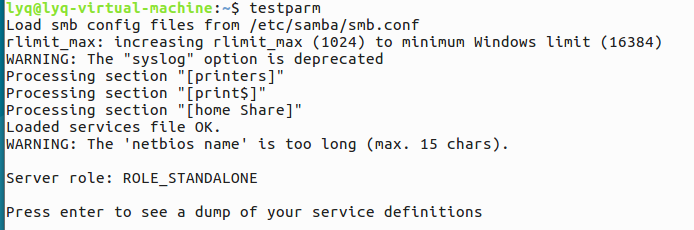 lyq@lyq-virtual-machine:~$ testparm
Load smb config files from /etc/samba/smb.conf
rlimit_max: increasing rlimit_max (1024) to minimum Windows limit (16384)
WARNING: The "syslog" option is deprecated
Processing section "[printers]"
Processing section "[print$]"
Processing section "[home Share]"
Loaded services file OK.
WARNING: The 'netbios name' is too long (max. 15 chars).
Server role: ROLE_STANDALONE
Press enter to see a dump of your service definitions